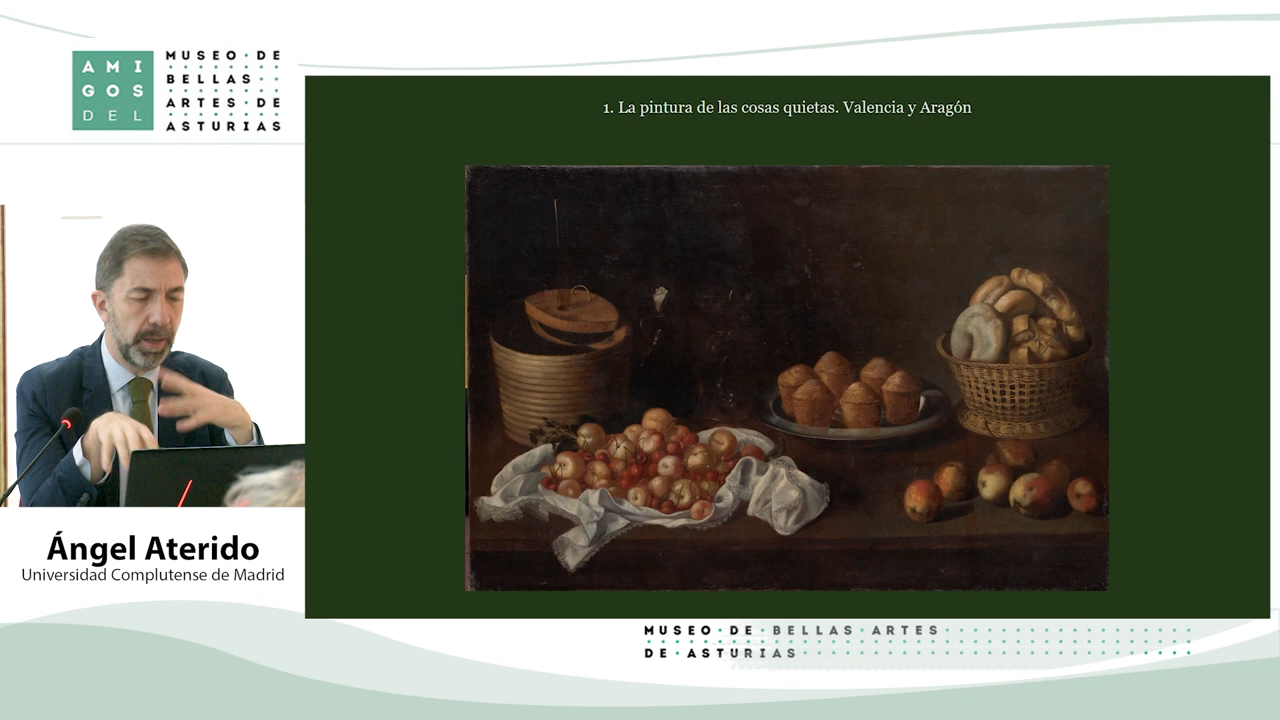 AMI
GOS
DEL
MUSEO·DE
BELLAS
ARTES·DE
ASTURIAS
1. La pintura de las cosas quietas. Valencia y Aragón
Ángel Aterido
Universidad Complutense de Madrid
MUSEO·DE·BELLAS·ARTES
DE·ASTURIAS